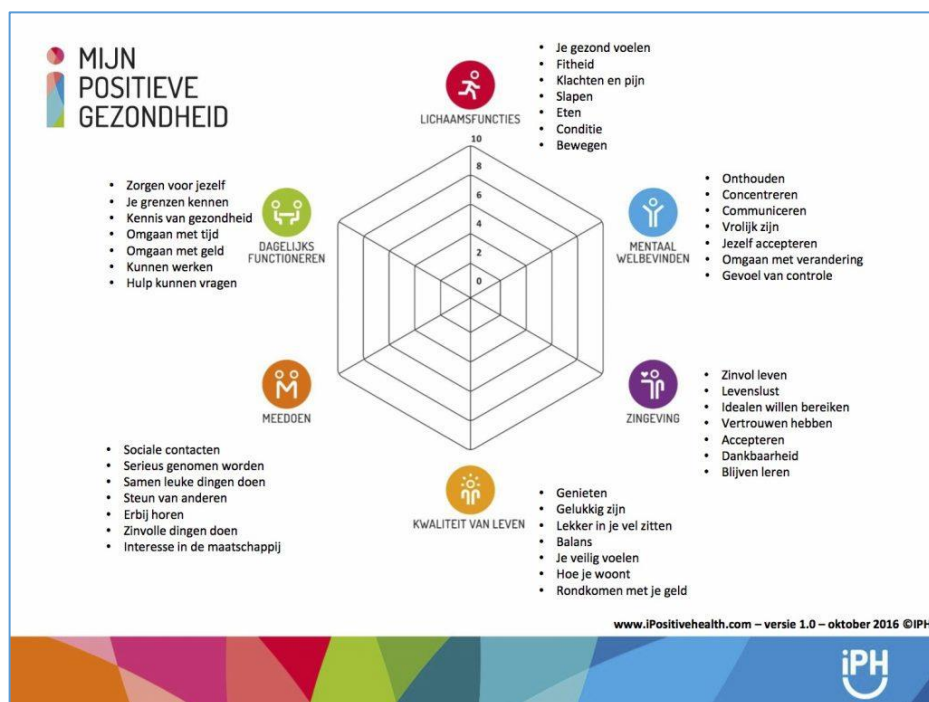 MIJN
POSITIEVE
GEZONDHEID
LICHAAMSFUNCTIES
• Je gezond voelen
• Fitheid
• Klachten en pijn
• Slapen
• Eten
• Conditie
• Bewegen
10
8
6
4
2
0
• Zorgen voor jezelf
• Je grenzen kennen
• Kennis van gezondheid
• Omgaan met tijd
• Omgaan met geld
• Kunnen werken
• Hulp kunnen vragen
DAGELIJKS
FUNCTIONEREN
MENTAAL
WELBEVINDEN
• Onthouden
• Concentreren
• Communiceren
• Vrolijk zijn
• Jezelf accepteren
• Omgaan met verandering
• Gevoel van controle
MEEDOEN
• Sociale contacten
• Serieus genomen worden
• Samen leuke dingen doen
• Steun van anderen
• Erbij horen
• Zinvolle dingen doen
• Interesse in de maatschappij
ZINGEVING
• Zinvol leven
• Levenslust
• Idealen willen bereiken
• Vertrouwen hebben
• Accepteren
• Dankbaarheid
• Blijven leren
KWALITEIT VAN LEVEN
• Genieten
• Gelukkig zijn
• Lekker in je vel zitten
• Balans
• Je veilig voelen
• Hoe je woont
• Rondkomen met je geld
www.iPositivehealth.com – versie 1.0 – oktober 2016 ©IPH
iPH